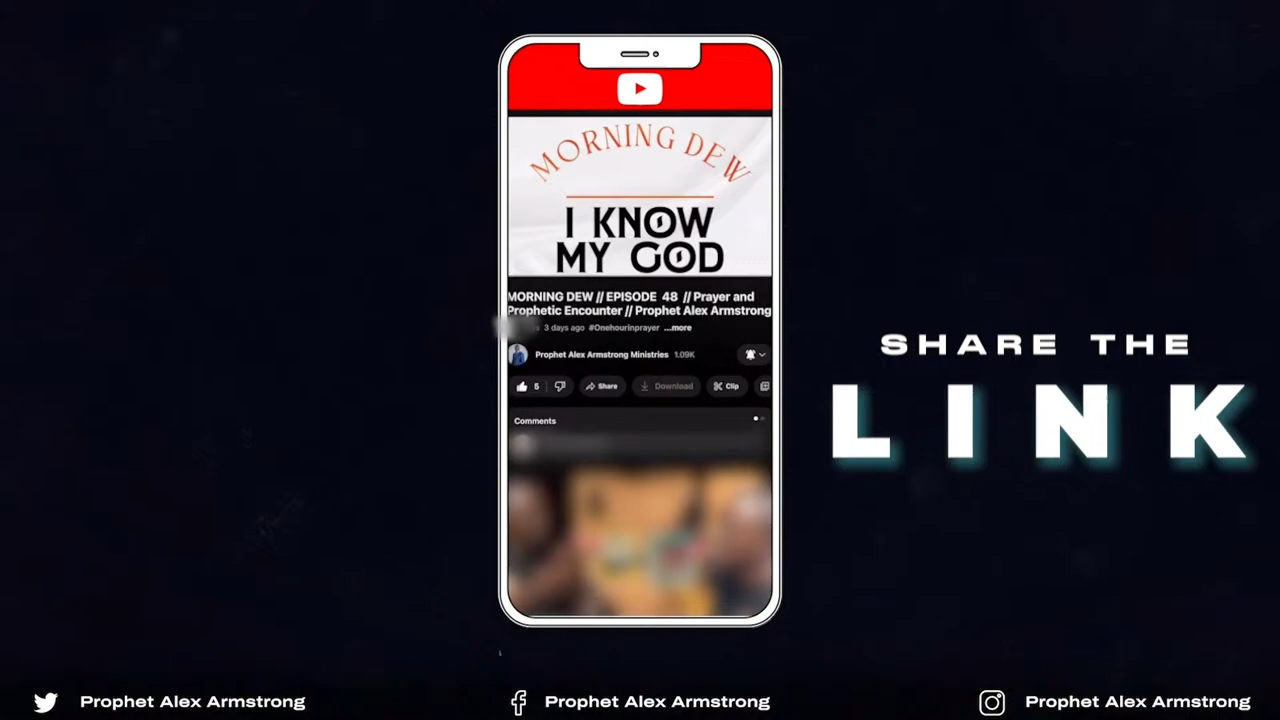 MORNING DEW
I KNOW
MY GOD
MORNING DEW // EPISODE 48 // Prayer and
Prophetic Encounter // Prophet Alex Armstrong
3 days ago #Onehourinprayer ...more
Prophet Alex Armstrong Ministries 1.09K
5 Share Download Clip
Comments
SHARE THE
LINK
Prophet Alex Armstrong Prophet Alex Armstrong Prophet Alex Armstrong